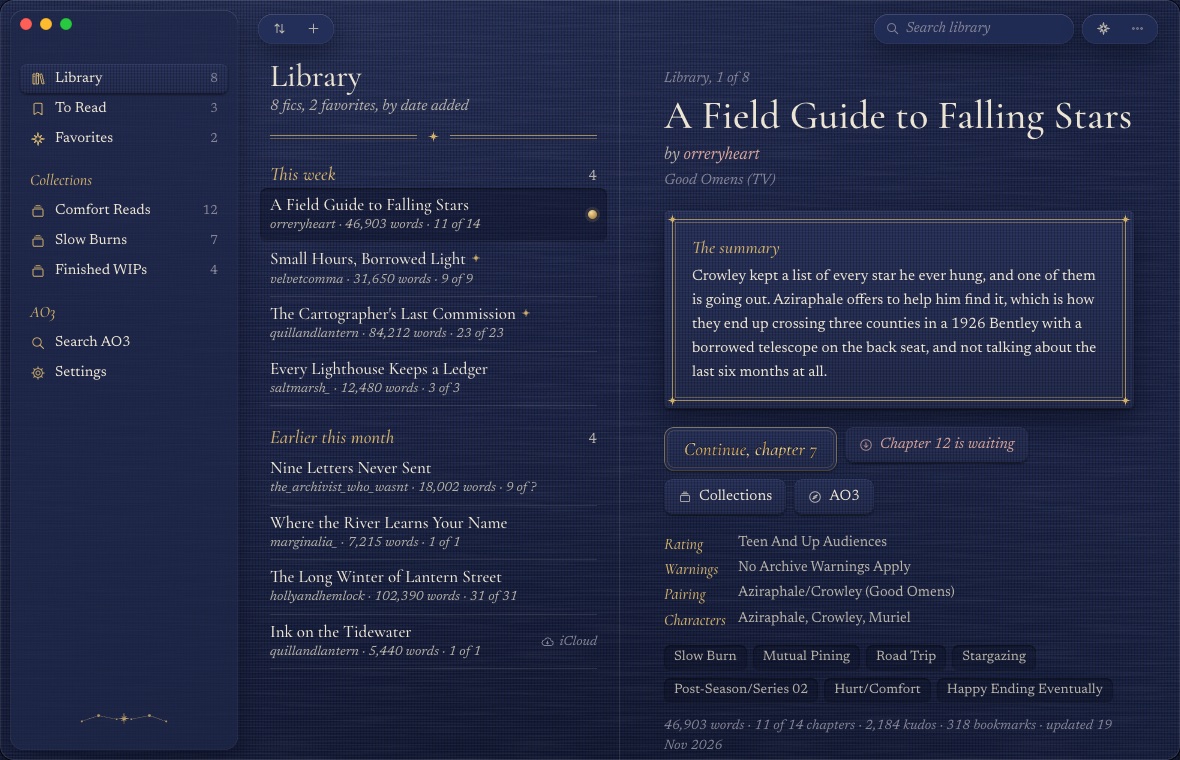 Library 8
To Read 3
Favorites 2
Collections
Comfort Reads 12
Slow Burns 7
Finished WIPs 4
AO3
Search AO3
Settings
Library
8 fics, 2 favorites, by date added
This week 4
A Field Guide to Falling Stars
orreryheart · 46,903 words · 11 of 14
Small Hours, Borrowed Light
velvetcomma · 31,650 words · 9 of 9
The Cartographer's Last Commission
quillandlantern · 84,212 words · 23 of 23
Every Lighthouse Keeps a Ledger
saltmarsh_ · 12,480 words · 3 of 3
Earlier this month 4
Nine Letters Never Sent
the_archivist_who_wasnt · 18,002 words · 9 of ?
Where the River Learns Your Name
marginalia_ · 7,215 words · 1 of 1
The Long Winter of Lantern Street
hollyandhemlock · 102,390 words · 31 of 31
Ink on the Tidewater
quillandlantern · 5,440 words · 1 of 1
iCloud
Search library
Library, 1 of 8
A Field Guide to Falling Stars
by orreryheart
Good Omens (TV)
The summary
Crowley kept a list of every star he ever hung, and one of them
is going out. Aziraphale offers to help him find it, which is how
they end up crossing three counties in a 1926 Bentley with a
borrowed telescope on the back seat, and not talking about the
last six months at all.
Continue, chapter 7
Chapter 12 is waiting
Collections
AO3
Rating Teen And Up Audiences
Warnings No Archive Warnings Apply
Pairing Aziraphale/Crowley (Good Omens)
Characters Aziraphale, Crowley, Muriel
Slow Burn Mutual Pining Road Trip Stargazing
Post-Season/Series 02 Hurt/Comfort Happy Ending Eventually
46,903 words · 11 of 14 chapters · 2,184 kudos · 318 bookmarks · updated 19
Nov 2026